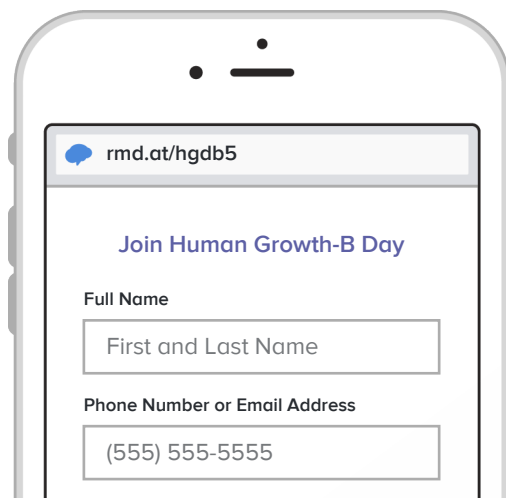 rmd.at/hgdb5
Join Human Growth-B Day
Full Name
First and Last Name
Phone Number or Email Address
(555) 555-5555